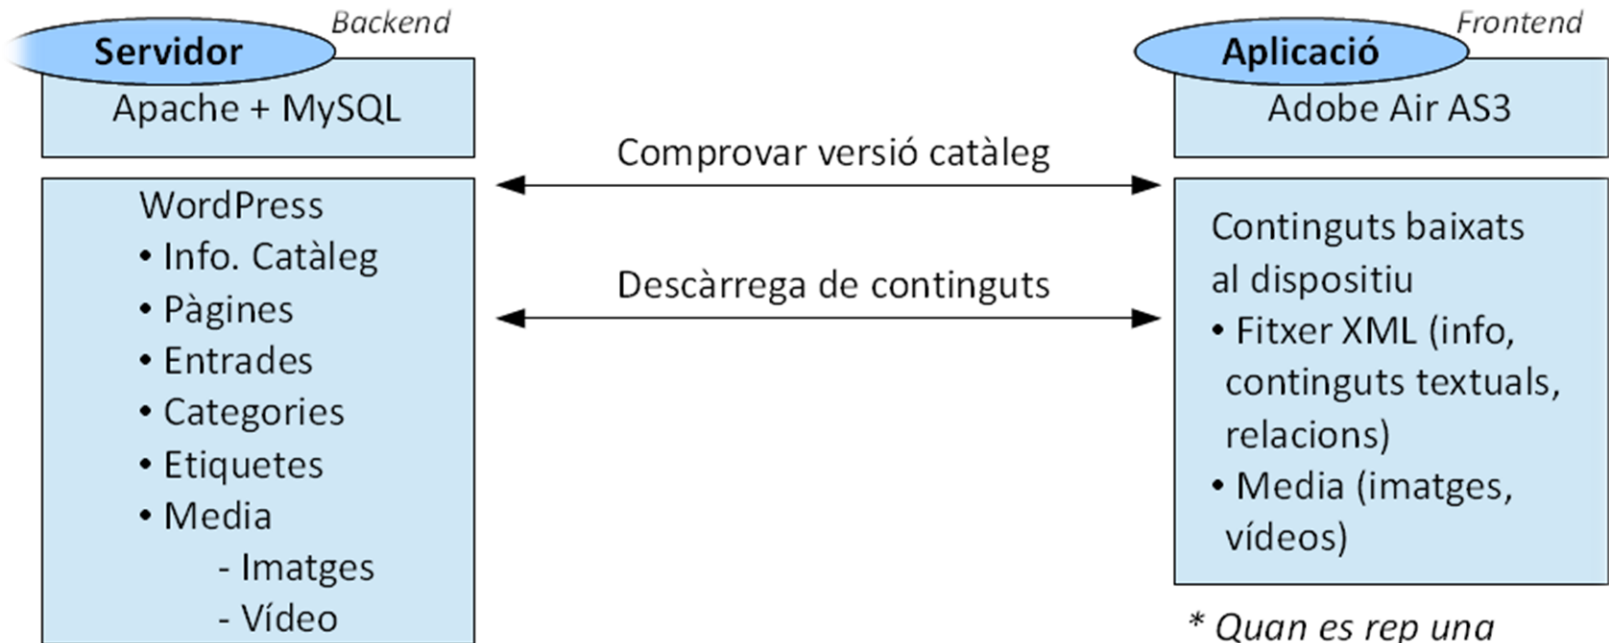 Backend
Servidor
Apache + MySQL
WordPress
• Info. Catàleg
• Pàgines
• Entrades
• Categories
• Etiquetes
• Media
- Imatges
- Vídeo
Comprovar versió catàleg
Descàrrega de continguts
Frontend
Aplicació
Adobe Air AS3
Continguts baixats
al dispositiu
• Fitxer XML (info,
continguts textuals,
relacions)
• Media (imatges,
vídeos)
* Quan es rep una